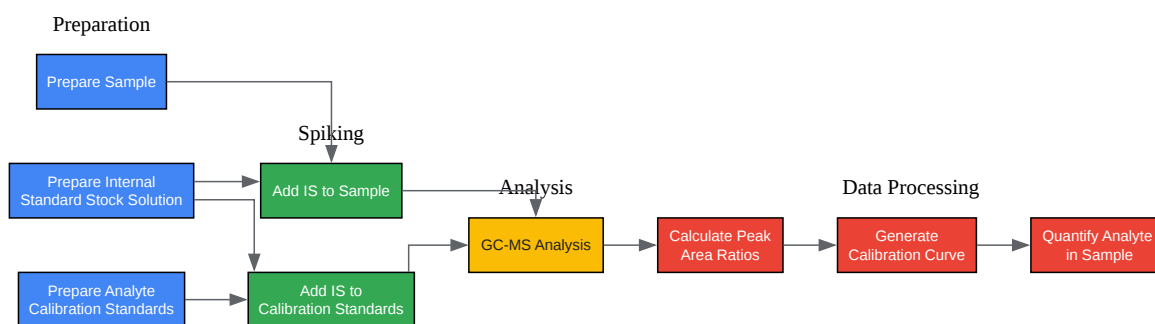 Preparation
Prepare Sample
Spiking
Prepare Internal
Standard Stock Solution
Add IS to Sample
Analysis
Data Processing
GC-MS Analysis
Calculate Peak
Area Ratios
Generate
Calibration Curve
Quantify Analyte
in Sample
Prepare Analyte
Calibration Standards
Add IS to
Calibration Standards